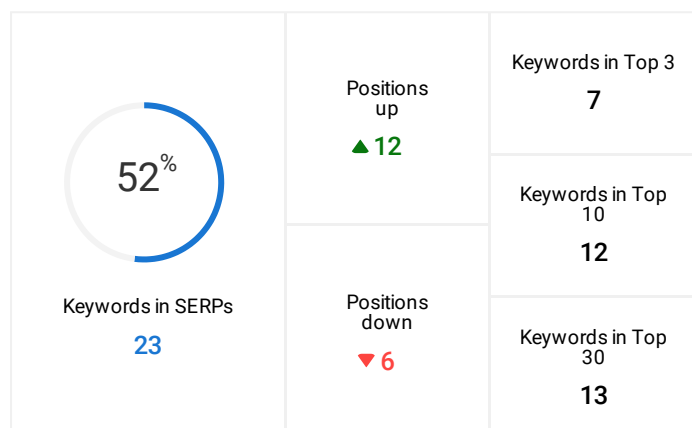 52%
Keywords in SERPs
23
Positions
up
▲ 12
Positions
down
▼ 6
Keywords in Top 3
7
Keywords in Top
10
12
Keywords in Top
30
13